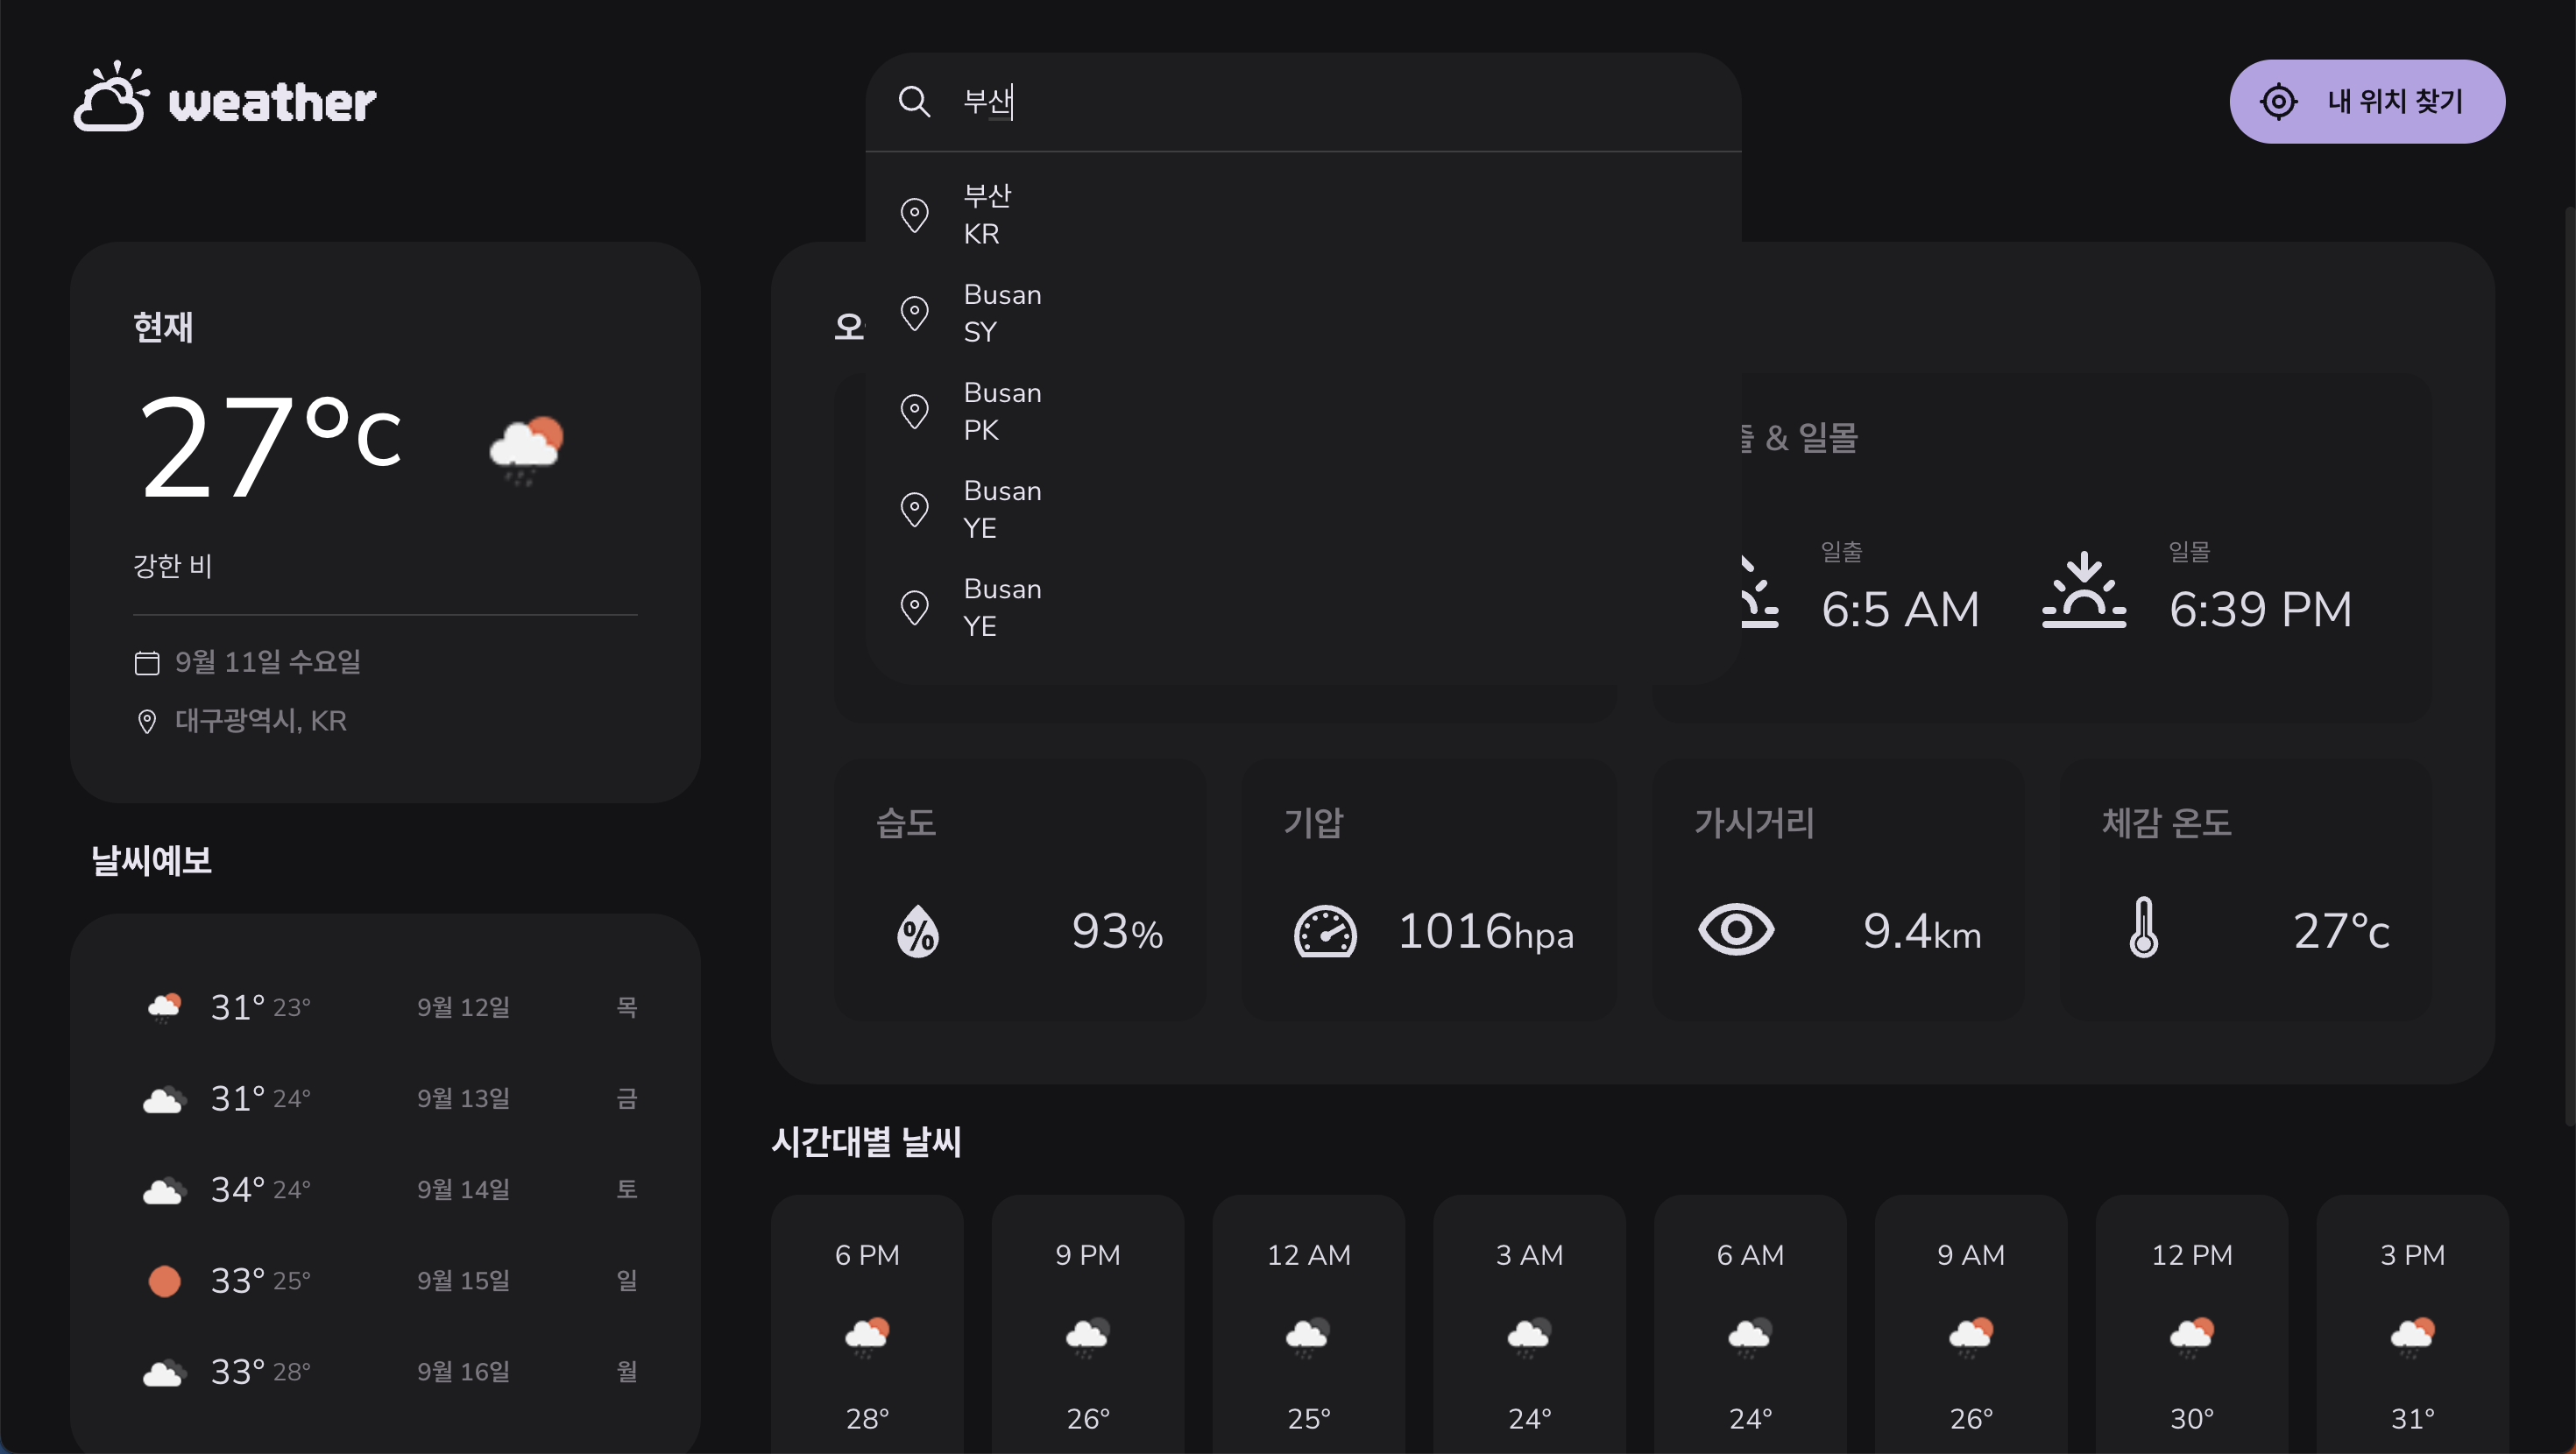 weather
부산
내 위치 찾기
부산
KR
Busan
SY
Busan
PK
Busan
YE
Busan
YE
현재
27°c
강한 비
9월 11일 수요일
대구광역시, KR
오
& 일몰
일출
6:5 AM
일몰
6:39 PM
습도
93%
기압
1016hpa
가시거리
9.4km
체감 온도
27°c
날씨예보
31° 23° 9월 12일 목
31° 24° 9월 13일 금
34° 24° 9월 14일 토
33° 25° 9월 15일 일
33° 28° 9월 16일 월
시간대별 날씨
6 PM 9 PM 12 AM 3 AM 6 AM 9 AM 12 PM 3 PM
28° 26° 25° 24° 24° 26° 30° 31°